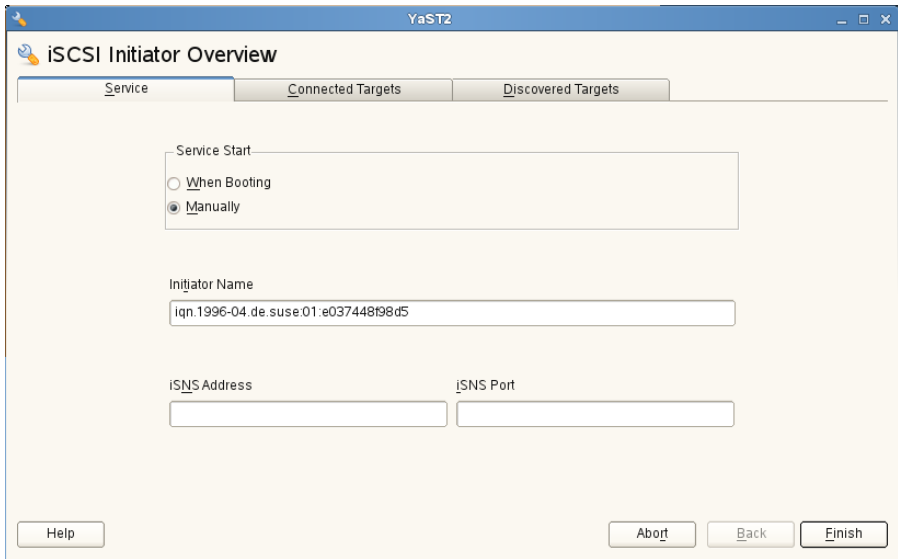 YaST2
iSCSI Initiator Overview
Service Connected Targets Discovered Targets
Service Start
When Booting
Manually
Initiator Name
iqn.1996-04.de.suse:01:e037448f98d5
iSNS Address iSNS Port
Help Abort Back Finish